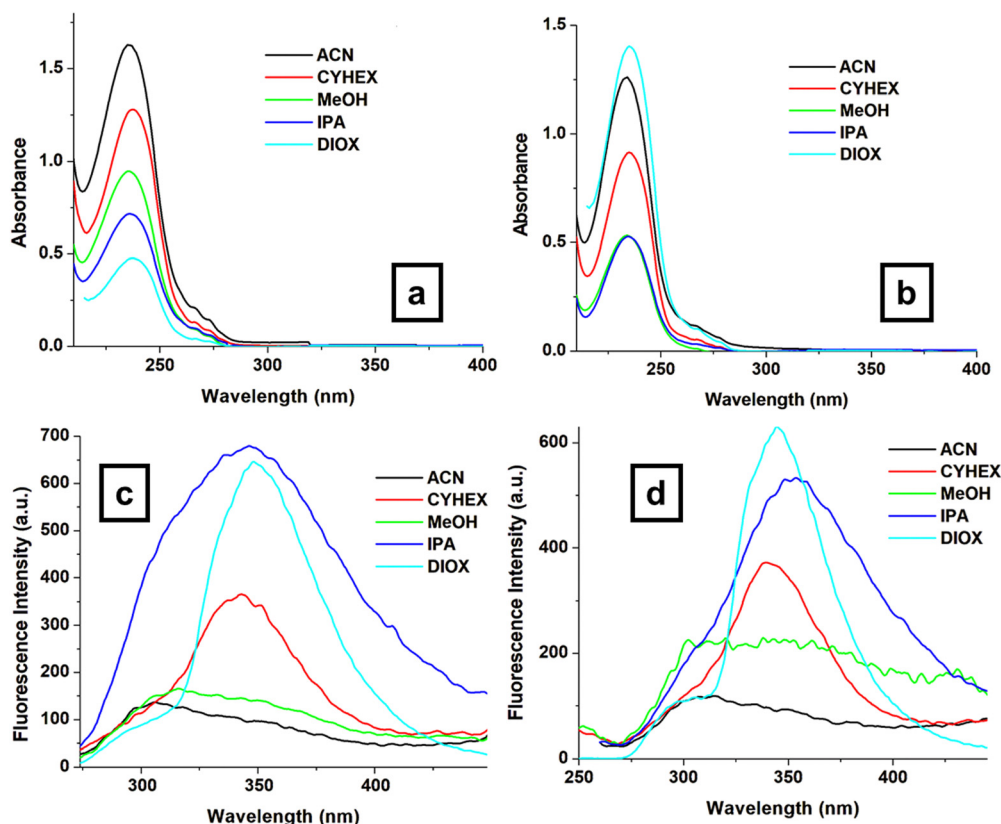 1.5
1.0
0.5
0.0
Absorbance
250
300
350
400
Wavelength (nm)
ACN
CYHEX
MeOH
IPA
DIOX
a
1.5
1.0
0.5
0.0
Absorbance
250
300
350
400
Wavelength (nm)
ACN
CYHEX
MeOH
IPA
DIOX
b
700
600
500
400
300
200
100
0
Fluorescence Intensity (a.u.)
300
350
400
Wavelength (nm)
c
ACN
CYHEX
MeOH
IPA
DIOX
600
400
200
0
Fluorescence Intensity (a.u.)
250
300
350
400
Wavelength (nm)
d
ACN
CYHEX
MeOH
IPA
DIOX